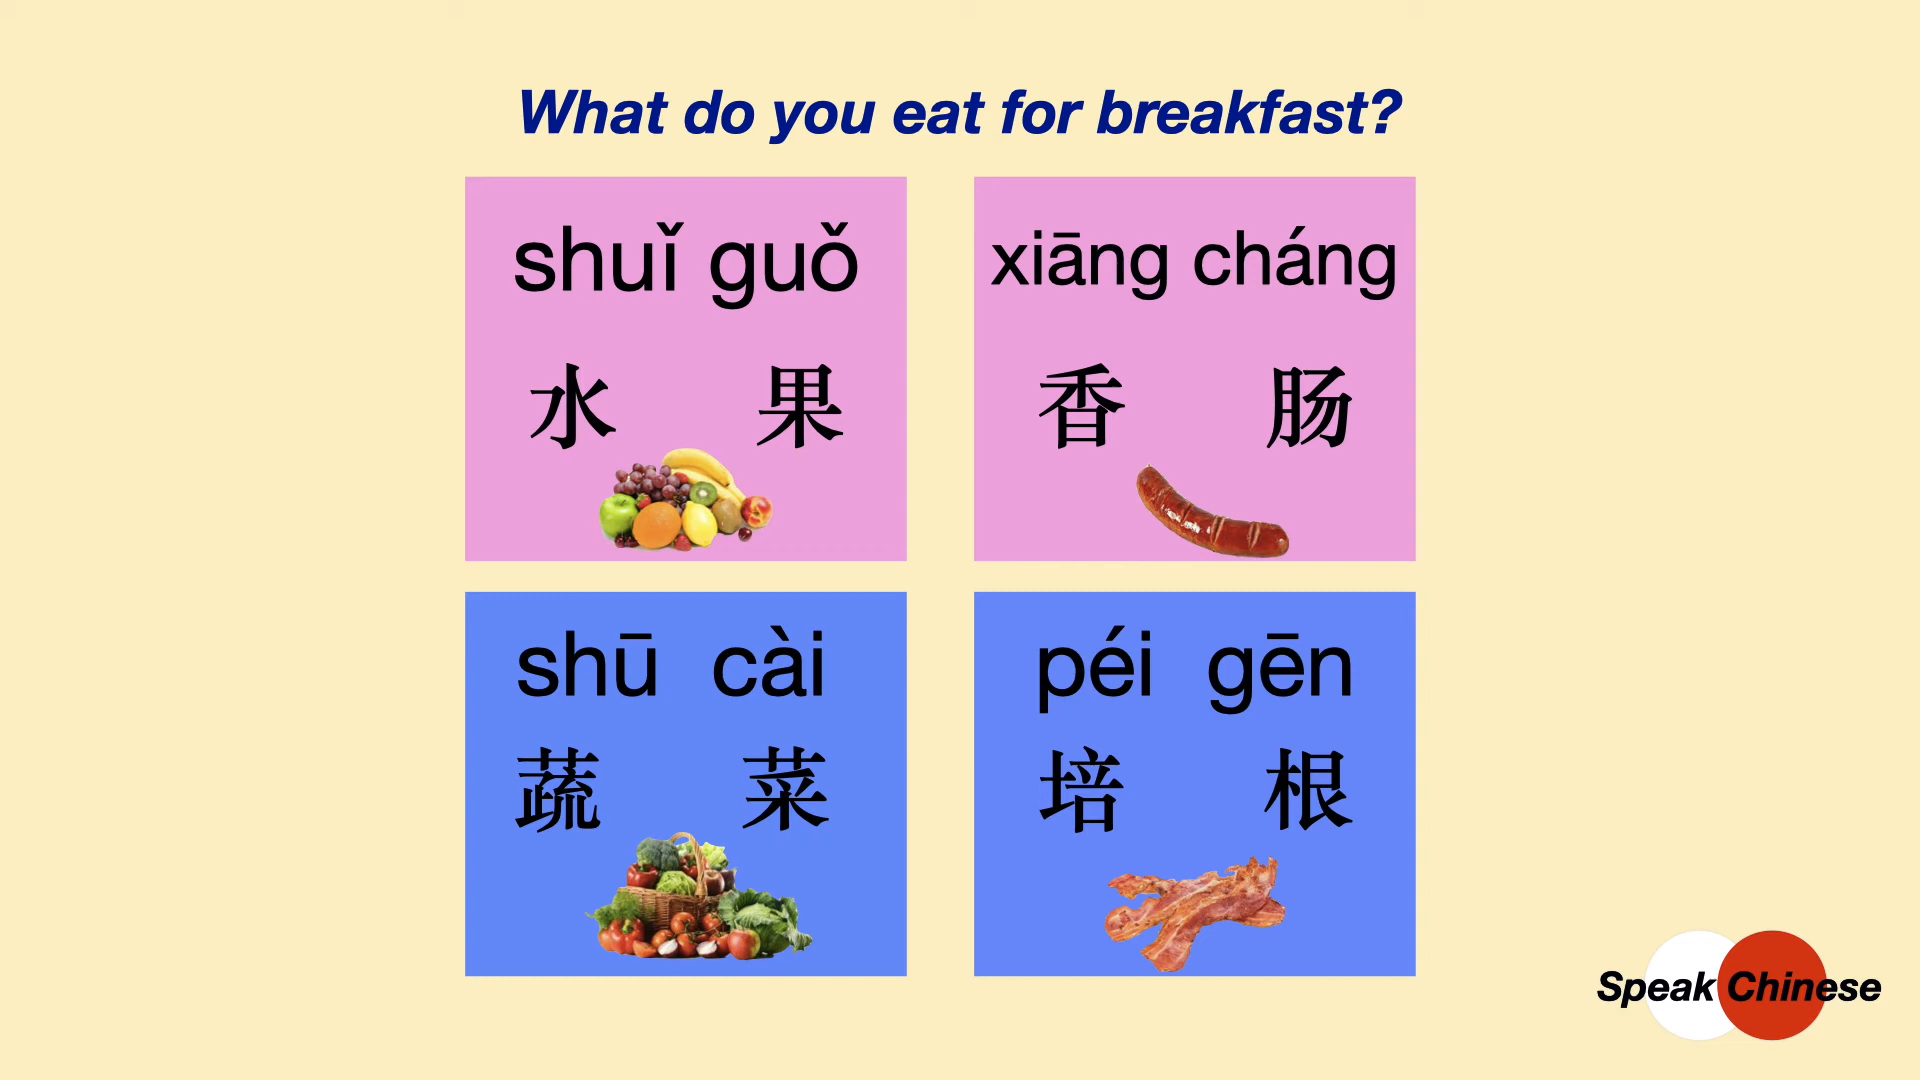 What do you eat for breakfast?
shuǐ guǒ
水 果
xiāng cháng
香 肠
shū cài
蔬 菜
péi gēn
培 根
Speak Chinese